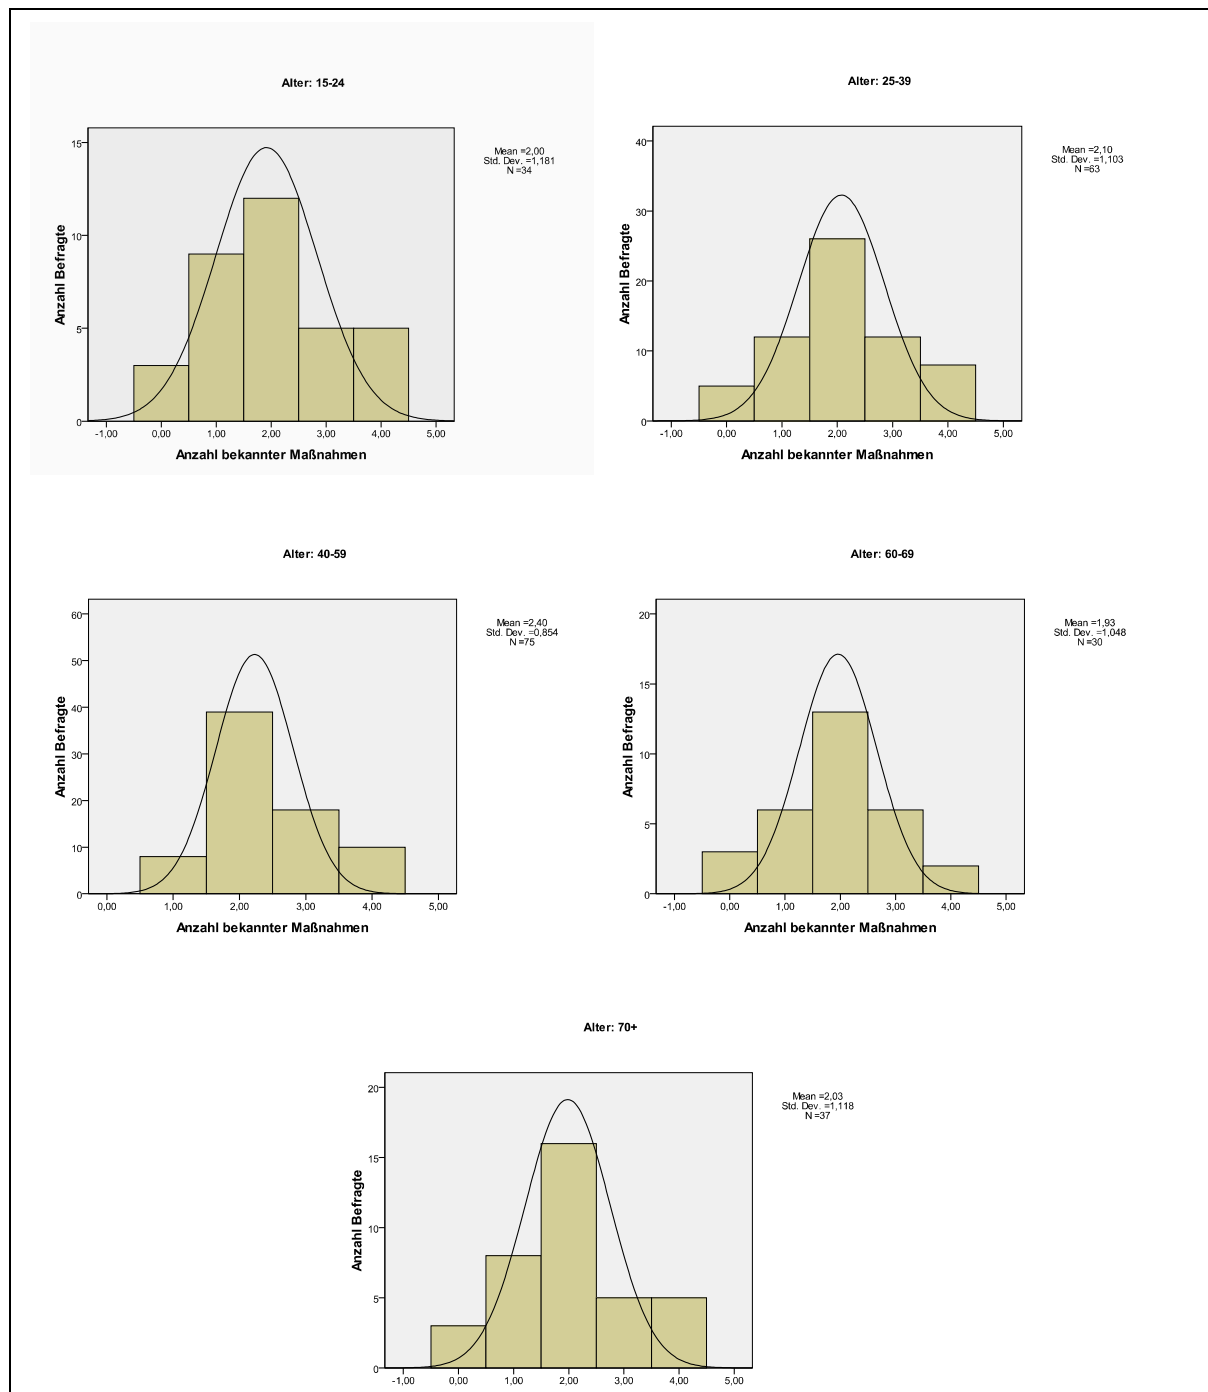 Alter: 15-24
Mean =2,00
Std. Dev. =1,181
N =34
15
10
5
0
Anzahl Befragte
-1,00 0,00 1,00 2,00 3,00 4,00 5,00
Anzahl bekannter Maßnahmen
Alter: 25-39
Mean =2,10
Std. Dev. =1,103
N =63
40
30
20
10
0
Anzahl Befragte
-1,00 0,00 1,00 2,00 3,00 4,00 5,00
Anzahl bekannter Maßnahmen
Alter: 40-59
Mean =2,40
Std. Dev. =0,854
N =75
60
50
40
30
20
10
0
Anzahl Befragte
0,00 1,00 2,00 3,00 4,00 5,00
Anzahl bekannter Maßnahmen
Alter: 60-69
Mean =1,93
Std. Dev. =1,048
N =30
20
15
10
5
0
Anzahl Befragte
-1,00 0,00 1,00 2,00 3,00 4,00 5,00
Anzahl bekannter Maßnahmen
Alter: 70+
Mean =2,03
Std. Dev. =1,118
N =37
20
15
10
5
0
Anzahl Befragte
-1,00 0,00 1,00 2,00 3,00 4,00 5,00